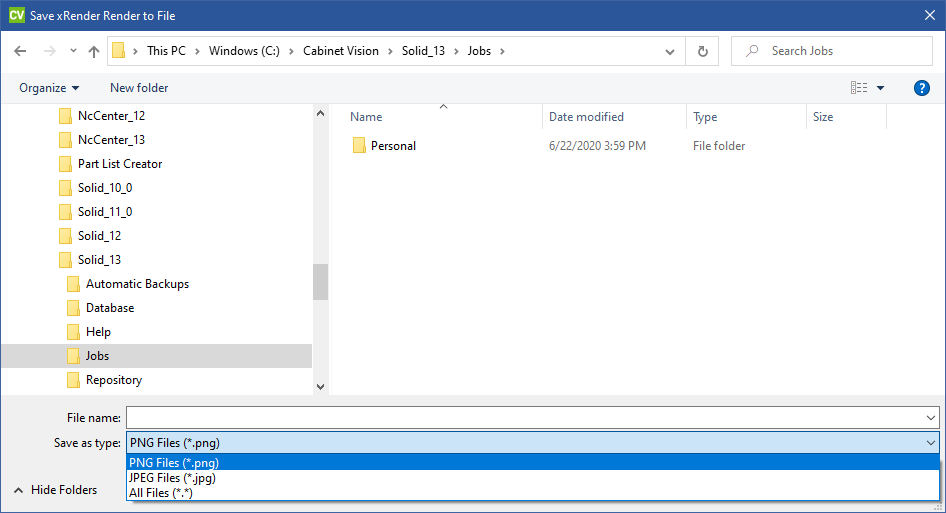 CV Save xRender Render to File
This PC > Windows (C:) > Cabinet Vision > Solid_13 > Jobs >
Search Jobs
Organize
New folder
?
NcCenter_12
NcCenter_13
Part List Creator
Solid_10_0
Solid_11_0
Solid_12
Solid_13
Automatic Backups
Database
Help
Jobs
Repository
Name Date modified Type Size
Personal 6/22/2020 3:59 PM File folder
File name:
Save as type: PNG Files (*.png)
PNG Files (*.png)
JPEG Files (*.jpg)
All Files (*.*)
Hide Folders